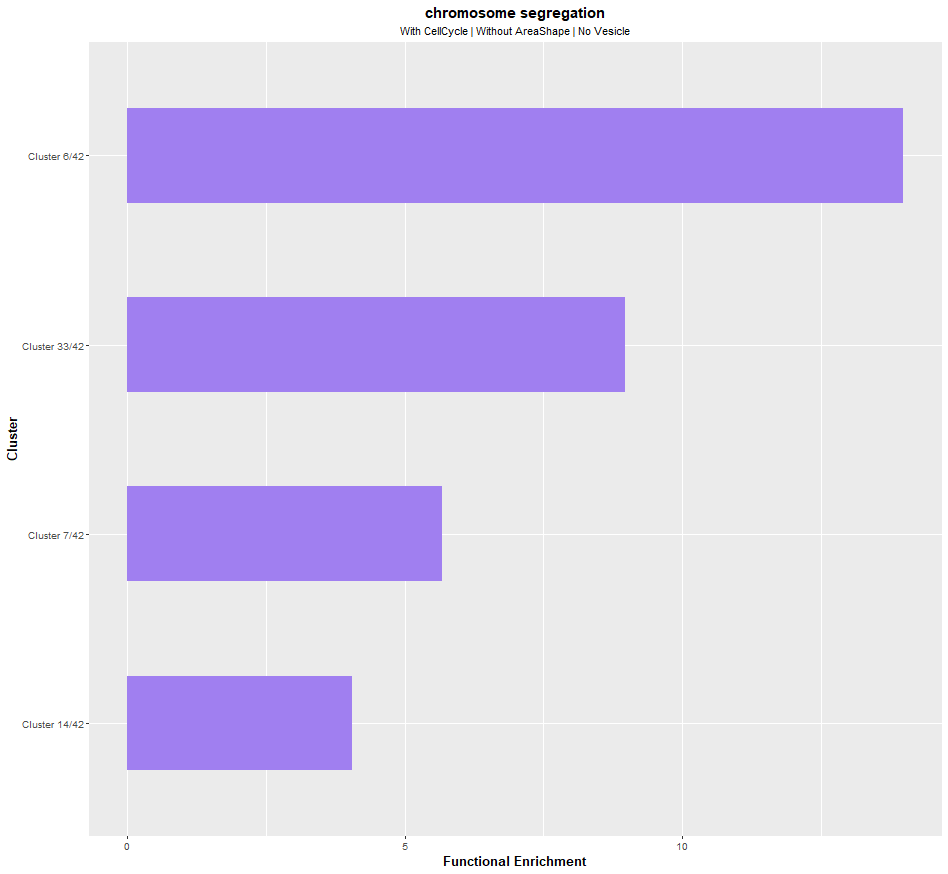 chromosome segregation
With CellCycle | Without AreaShape | No Vesicle
Cluster 6/42
Cluster 33/42
Cluster 7/42
Cluster 14/42
Cluster
0
5
10
Functional Enrichment